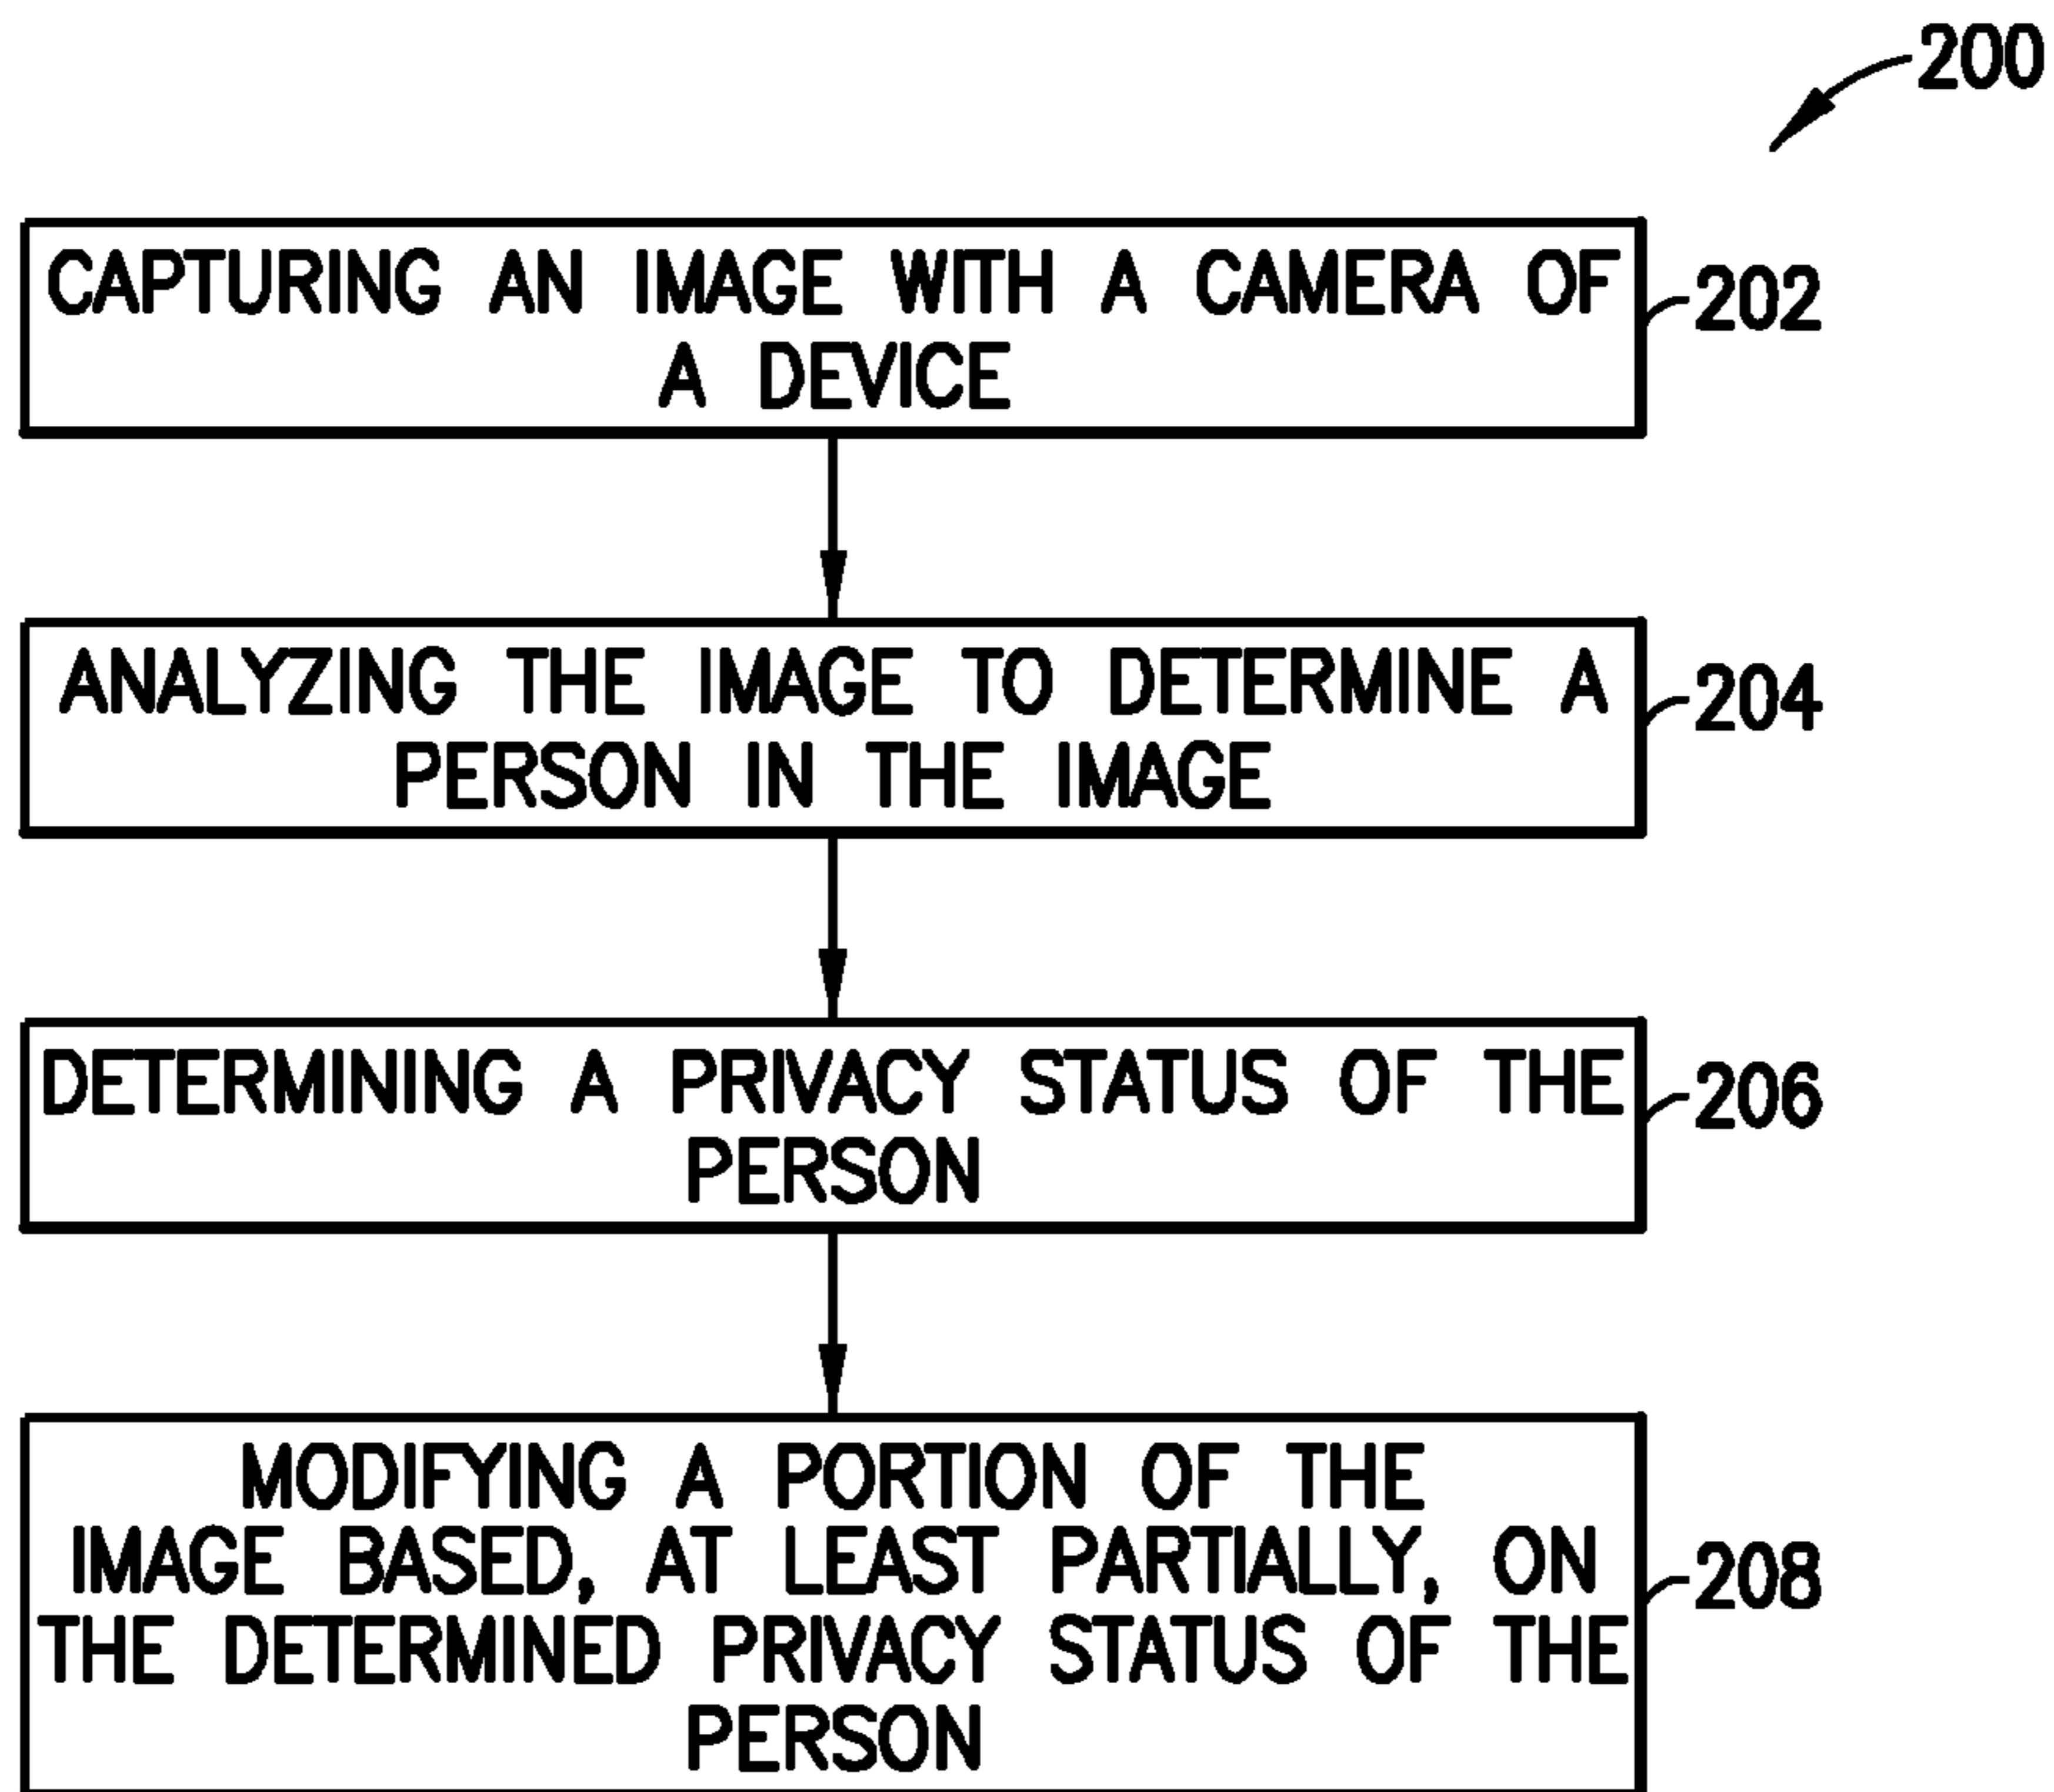 200
CAPTURING AN IMAGE WITH A CAMERA OF
A DEVICE
202
ANALYZING THE IMAGE TO DETERMINE A
PERSON IN THE IMAGE
204
DETERMINING A PRIVACY STATUS OF THE
PERSON
206
MODIFYING A PORTION OF THE
IMAGE BASED, AT LEAST PARTIALLY, ON
THE DETERMINED PRIVACY STATUS OF THE
PERSON
208